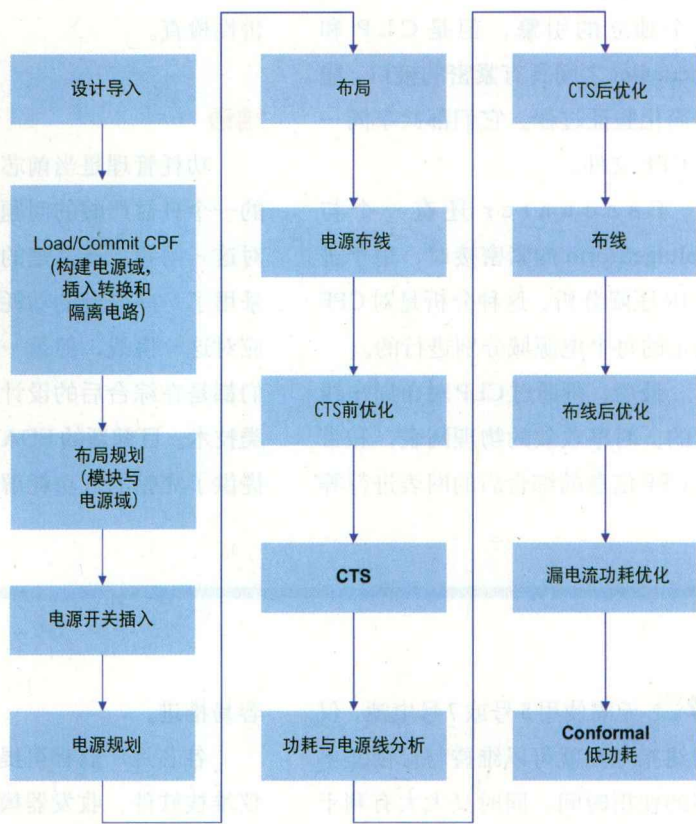 设计导入
Load/Commit CPF
(构建电源域,
插入转换和
隔离电路)
布局规划
(模块与
电源域)
电源开关插入
电源规划
布局
电源布线
CTS前优化
CTS
功耗与电源线分析
CTS后优化
布线
布线后优化
漏电流功耗优化
Conformal
低功耗